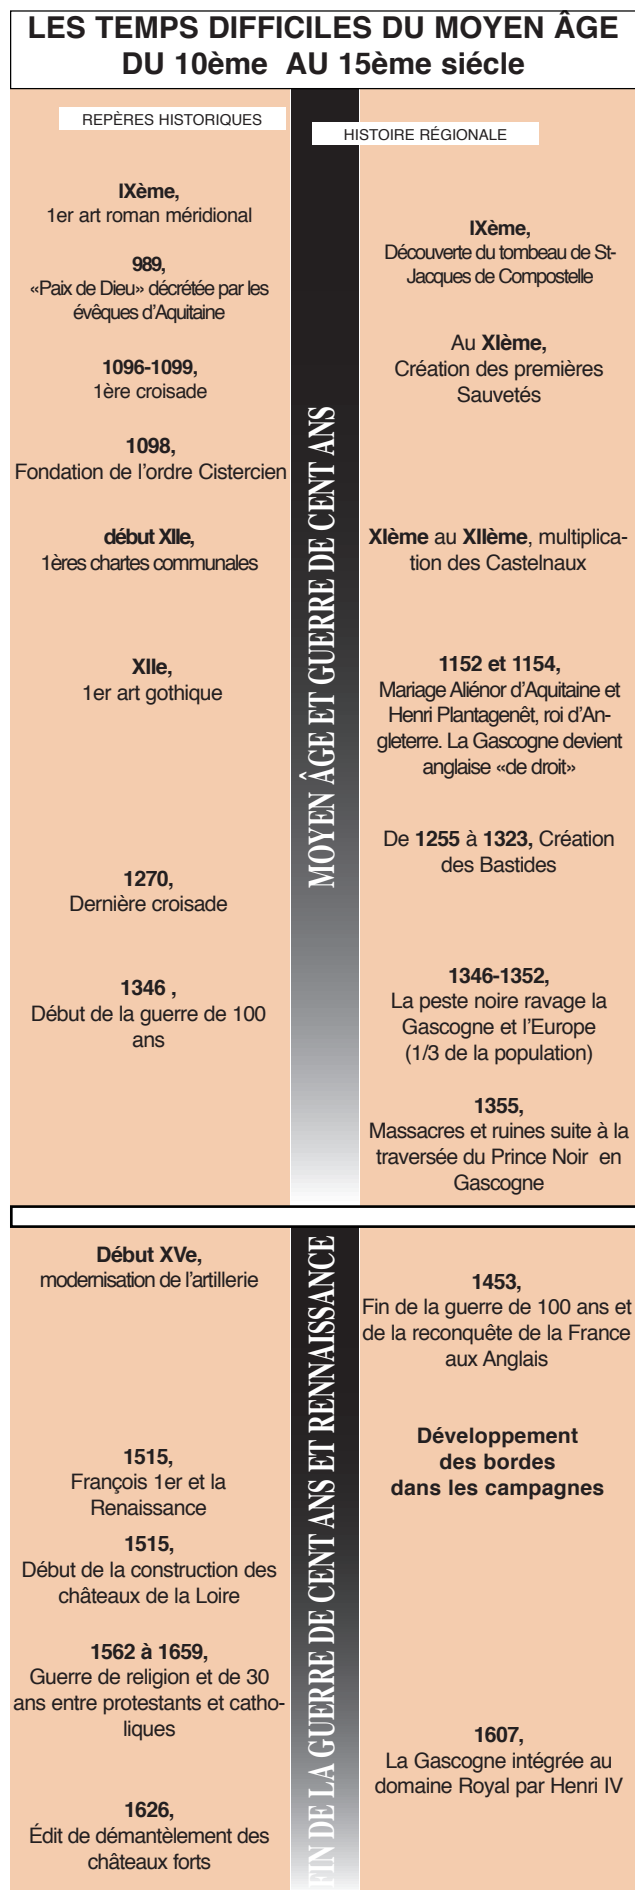 LES TEMPS DIFFICILES DU MOYEN ÂGE
DU 10ème AU 15ème siécle
REPÈRES HISTORIQUES
IXème,
1er art roman méridional
989,
«Paix de Dieu» décrétée par les
évêques d'Aquitaine
1096-1099,
1ère croisade
1098,
Fondation de l'ordre Cistercien
début XIIe,
1ères chartes communales
XIIe,
1er art gothique
1270,
Dernière croisade
1346 ,
Début de la guerre de 100
ans
MOYEN ÂGE ET GUERRE DE CENT ANS
HISTOIRE RÉGIONALE
IXème,
Découverte du tombeau de St-
Jacques de Compostelle
Au XIème,
Création des premières
Sauvetés
XIème au XIIème, multiplica-
tion des Castelnaux
1152 et 1154,
Mariage Aliénor d'Aquitaine et
Henri Plantagenêt, roi d'An-
gleterre. La Gascogne devient
anglaise «de droit»
De 1255 à 1323, Création
des Bastides
1346-1352,
La peste noire ravage la
Gascogne et l'Europe
(1/3 de la population)
1355,
Massacres et ruines suite à la
traversée du Prince Noir en
Gascogne
Début XVe,
modernisation de l'artillerie
1515,
François 1er et la
Renaissance
1515,
Début de la construction des
châteaux de la Loire
1562 à 1659,
Guerre de religion et de 30
ans entre protestants et catho-
liques
1626,
Édit de démantèlement des
châteaux forts
FIN DE LA GUERRE DE CENT ANS ET RENNAISSANCE
1453,
Fin de la guerre de 100 ans et
de la reconquête de la France
aux Anglais
Développement
des bordes
dans les campagnes
1607,
La Gascogne intégrée au
domaine Royal par Henri IV